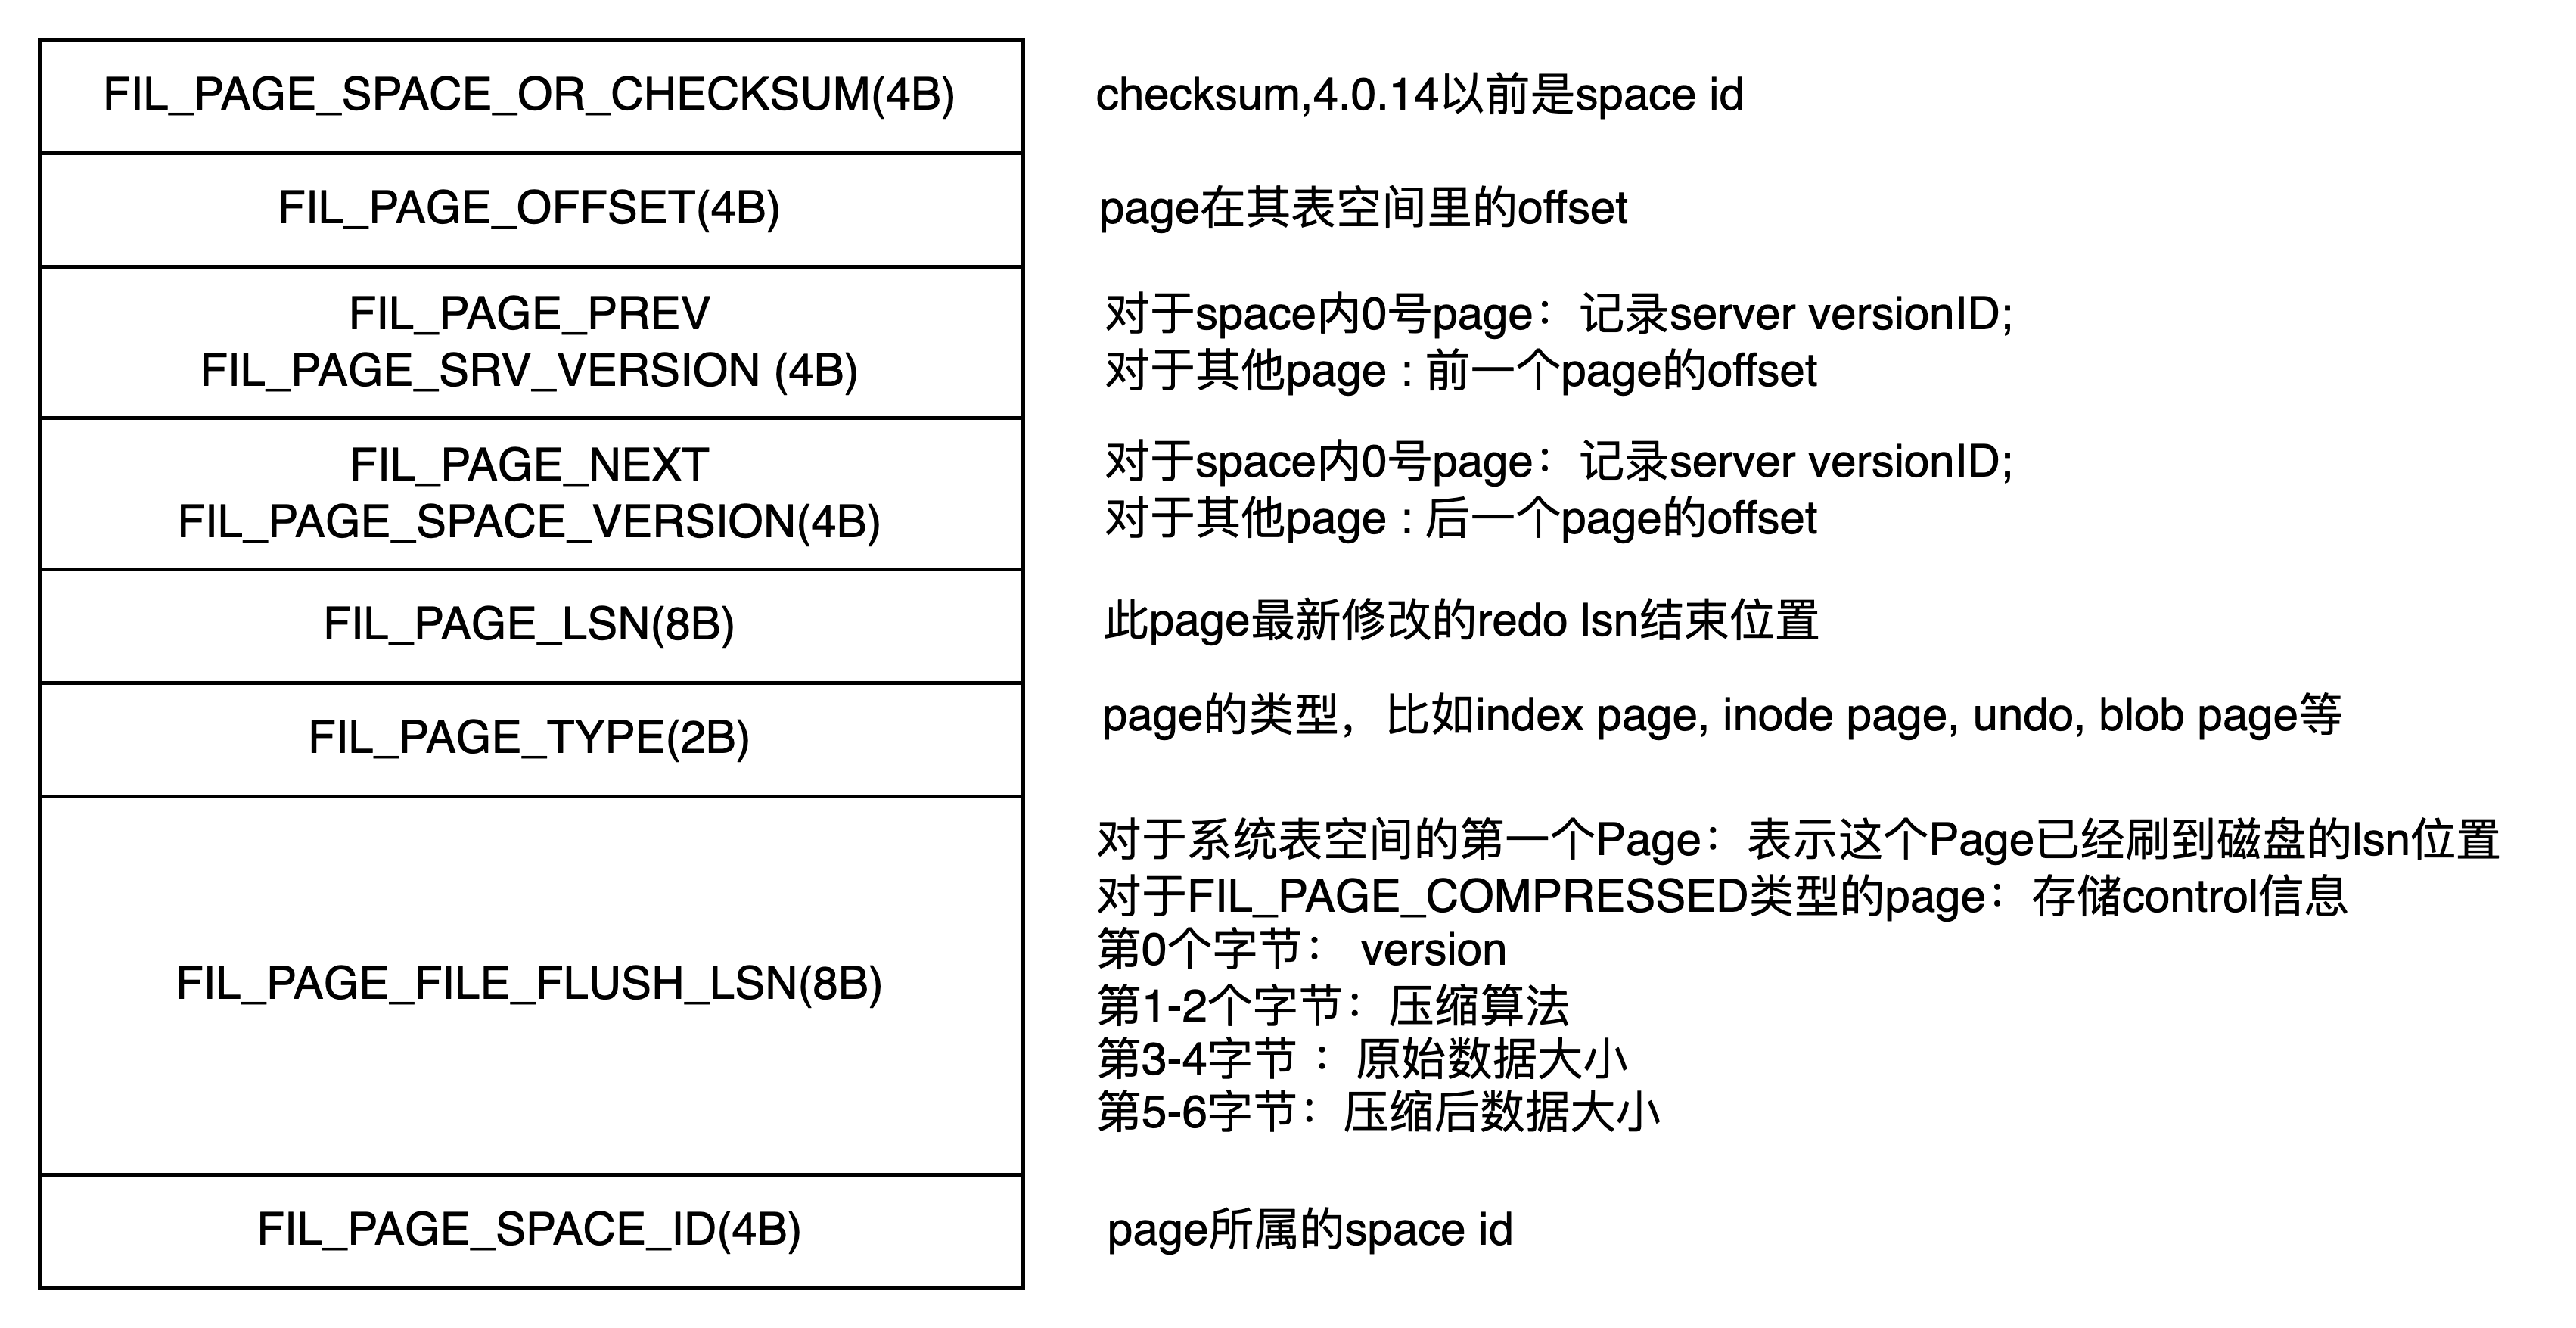 FIL_PAGE_SPACE_OR_CHECKSUM(4B)
checksum,4.0.14以前是space id
FIL_PAGE_OFFSET(4B)
page在其表空间里的offset
FIL_PAGE_PREV
FIL_PAGE_SRV_VERSION (4B)
对于space内0号page：记录server versionID;
对于其他page : 前一个page的offset
FIL_PAGE_NEXT
FIL_PAGE_SPACE_VERSION(4B)
对于space内0号page：记录server versionID;
对于其他page : 后一个page的offset
FIL_PAGE_LSN(8B)
此page最新修改的redo lsn结束位置
FIL_PAGE_TYPE(2B)
page的类型，比如index page, inode page, undo, blob page等
FIL_PAGE_FILE_FLUSH_LSN(8B)
对于系统表空间的第一个Page：表示这个Page已经刷到磁盘的lsn位置
对于FIL_PAGE_COMPRESSED类型的page：存储control信息
第0个字节： version
第1-2个字节：压缩算法
第3-4字节 ：原始数据大小
第5-6字节：压缩后数据大小
FIL_PAGE_SPACE_ID(4B)
page所属的space id